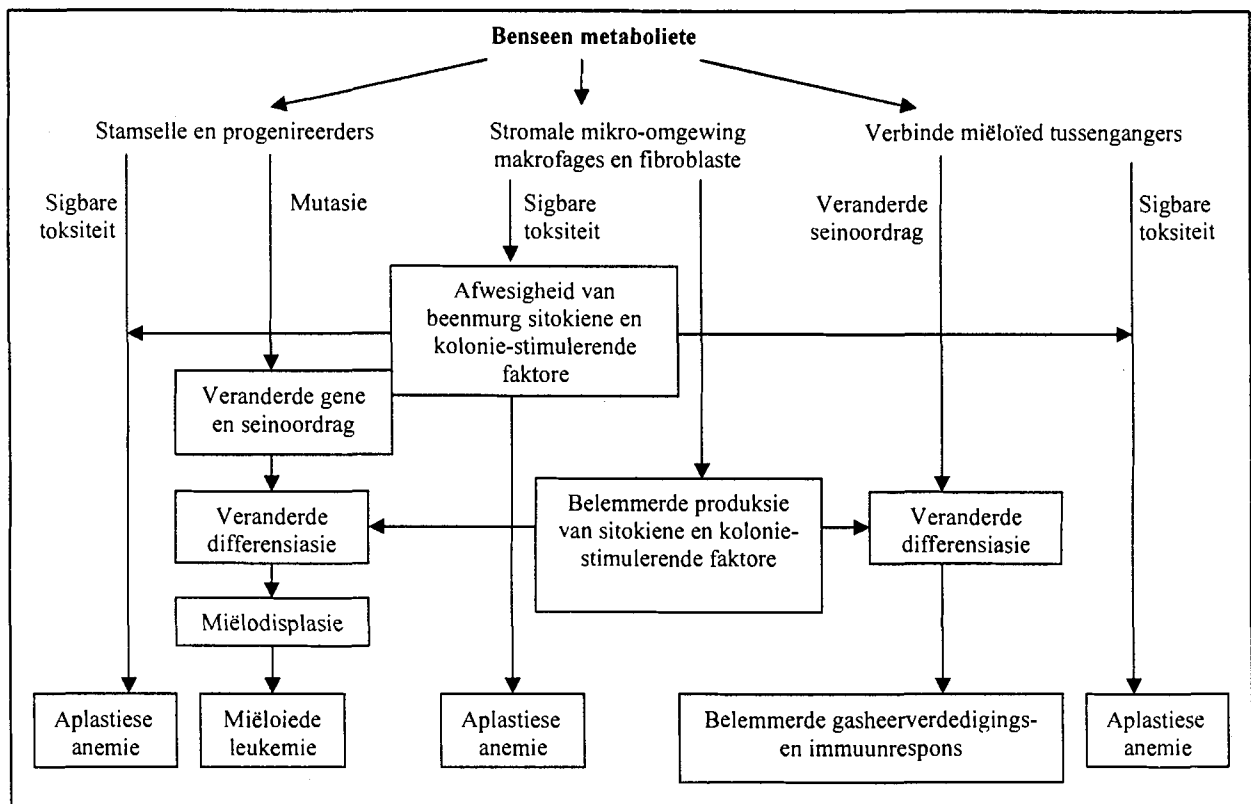 Benseen metaboliete
Stamselle en progenireerders
Stromale mikro-omgewing
makrofages en fibroblaste
Verbinde miëloïed tussengangers
Sigbare
toksiteit
Mutasie
Sigbare
toksiteit
Veranderde
seinoordrag
Sigbare
toksiteit
Afwesigheid van
beenmurg sitokiene en
kolonie-stimulerende
faktore
Veranderde gene
en seinoordrag
Veranderde
differensiasie
Belemmerde produksie
van sitokiene en kolonie-
stimulerende faktore
Veranderde
differensiasie
Miëlodisplasie
Aplastiese
anemie
Miëloiede
leukemie
Aplastiese
anemie
Belemmerde gasheerverdedigings-
en immuunrespons
Aplastiese
anemie